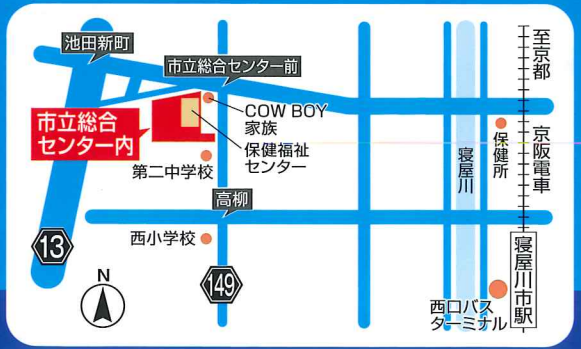 池田新町
市立総合センター前
市立総合
センター内
COW BOY
家族
保健福祉
センター
第二中学校
高柳
西小学校
13
149
N
寝屋川
保健所
至京都
京阪電車
寝屋川市駅
西口バス
ターミナル